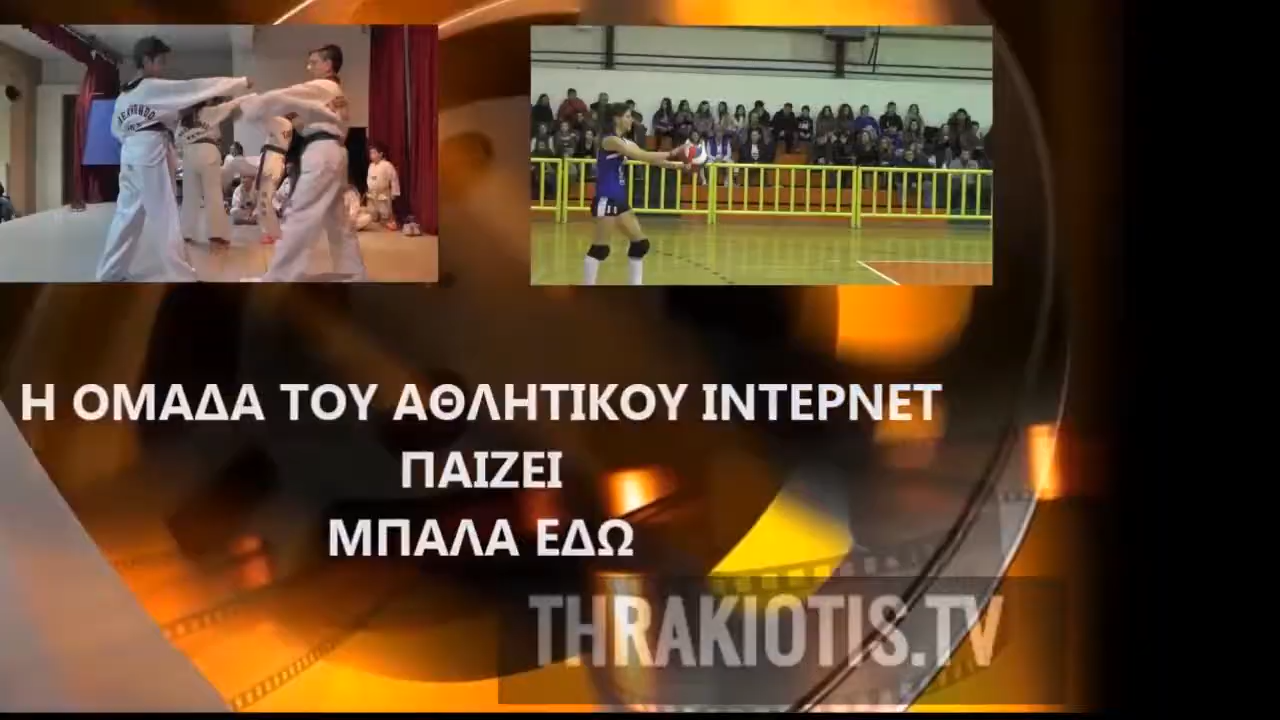 Η ΟΜΑΔΑ ΤΟΥ ΑΘΛΗΤΙΚΟΥ ΙΝΤΕΡΝΕΤ
ΠΑΙΖΕΙ
ΜΠΑΛΑ ΕΔΩ
THRAKIOTIS.TV